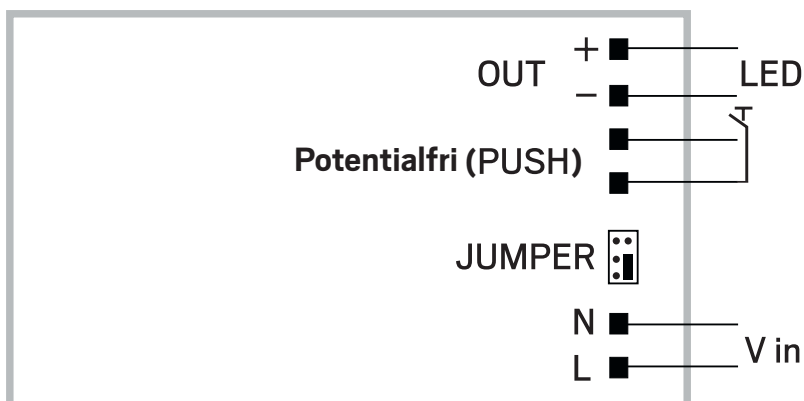 +
OUT
LED
−
Potentialfri (PUSH)
JUMPER
N
V in
L